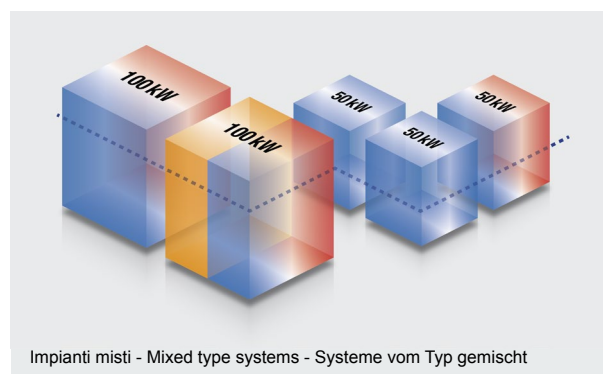 100kW
100kW
50kW
50kW
50kW
Impianti misti - Mixed type systems - Systeme vom Typ gemischt